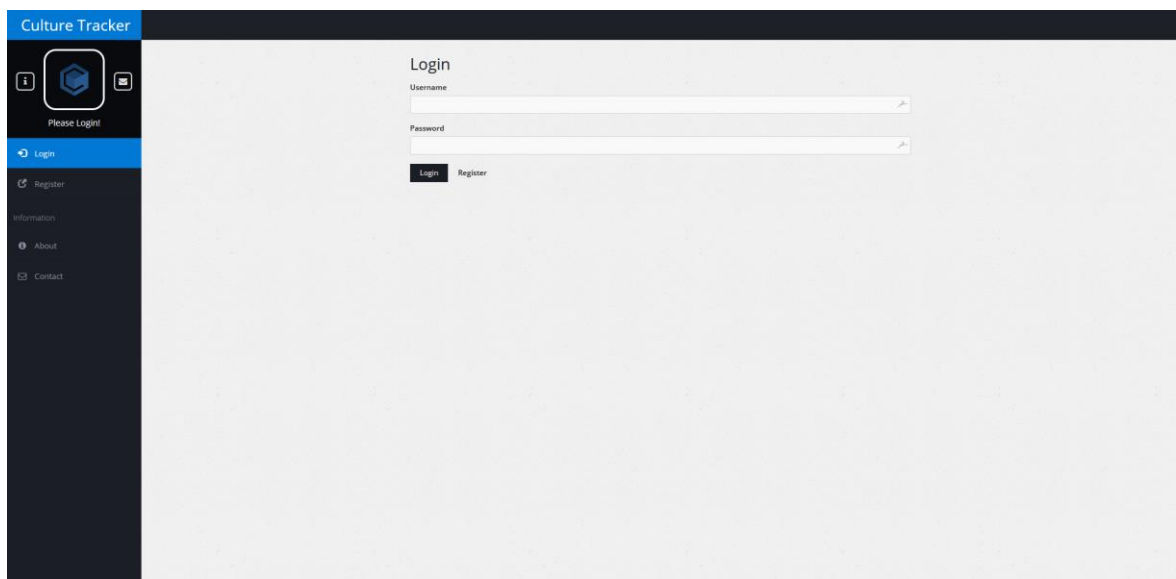 Culture Tracker
Please Login!
Login
Register
Information
About
Contact
Login
Username
Password
Login Register